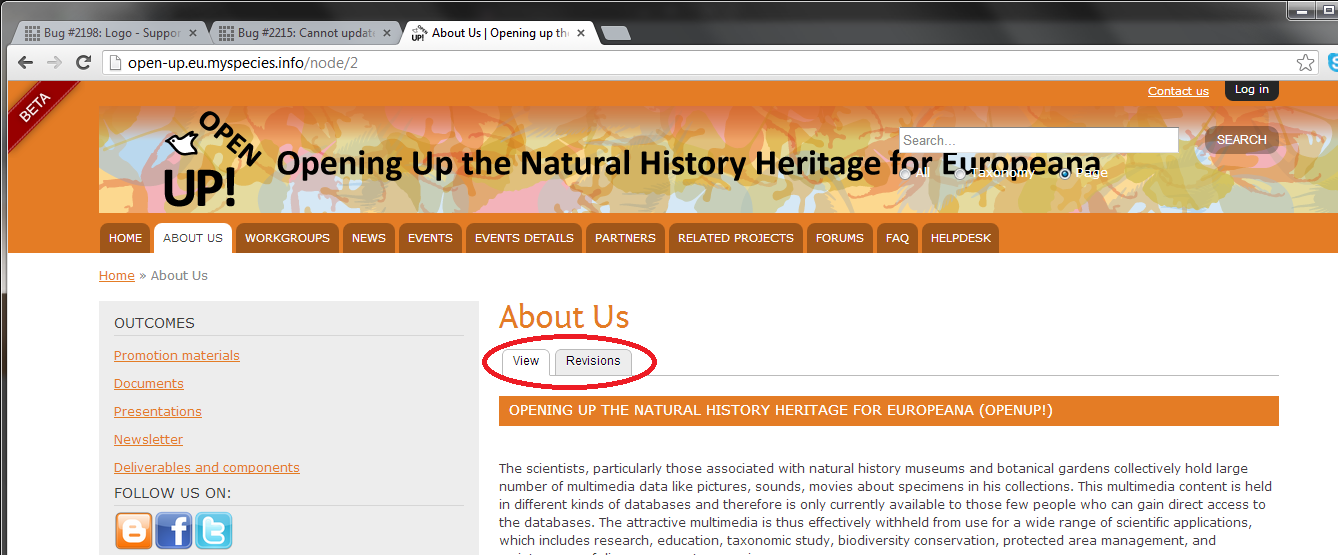 Bug #2198: Logo - Suppor
Bug #2215: Cannot update
About Us | Opening up the
open-up.eu.myspecies.info/node/2
BETA
Contact us
Log in
OPEN
UP!
Opening Up the Natural History Heritage for Europeana
Search...
SEARCH
All Taxonomy Page
HOME ABOUT US WORKGROUPS NEWS EVENTS EVENTS DETAILS PARTNERS RELATED PROJECTS FORUMS FAQ HELPDESK
Home » About Us
OUTCOMES
Promotion materials
Documents
Presentations
Newsletter
Deliverables and components
FOLLOW US ON:
About Us
View Revisions
OPENING UP THE NATURAL HISTORY HERITAGE FOR EUROPEANA (OPENUP!)
The scientists, particularly those associated with natural history museums and botanical gardens collectively hold large
number of multimedia data like pictures, sounds, movies about specimens in his collections. This multimedia content is held
in different kinds of databases and therefore is only currently available to those few people who can gain direct access to
the databases. The attractive multimedia is thus effectively withheld from use for a wide range of scientific applications,
which includes research, education, taxonomic study, biodiversity conservation, protected area management, and